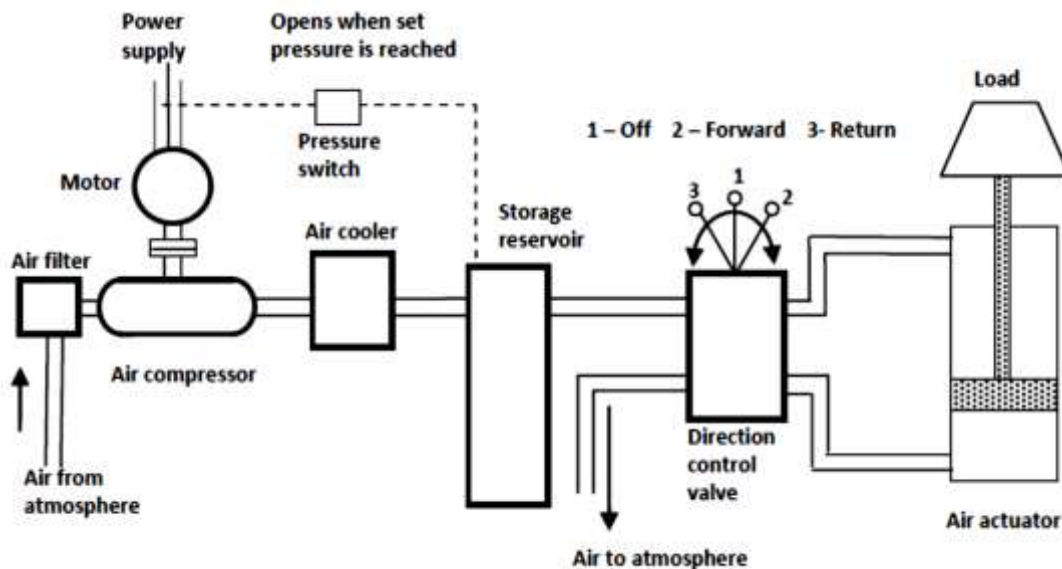 Power
supply
Opens when set
pressure is reached
Load
1 – Off 2 – Forward 3- Return
Pressure
switch
Motor
1
3
2
Storage
reservoir
Air cooler
Air filter
Air compressor
Direction
control
valve
Air from
atmosphere
Air actuator
Air to atmosphere